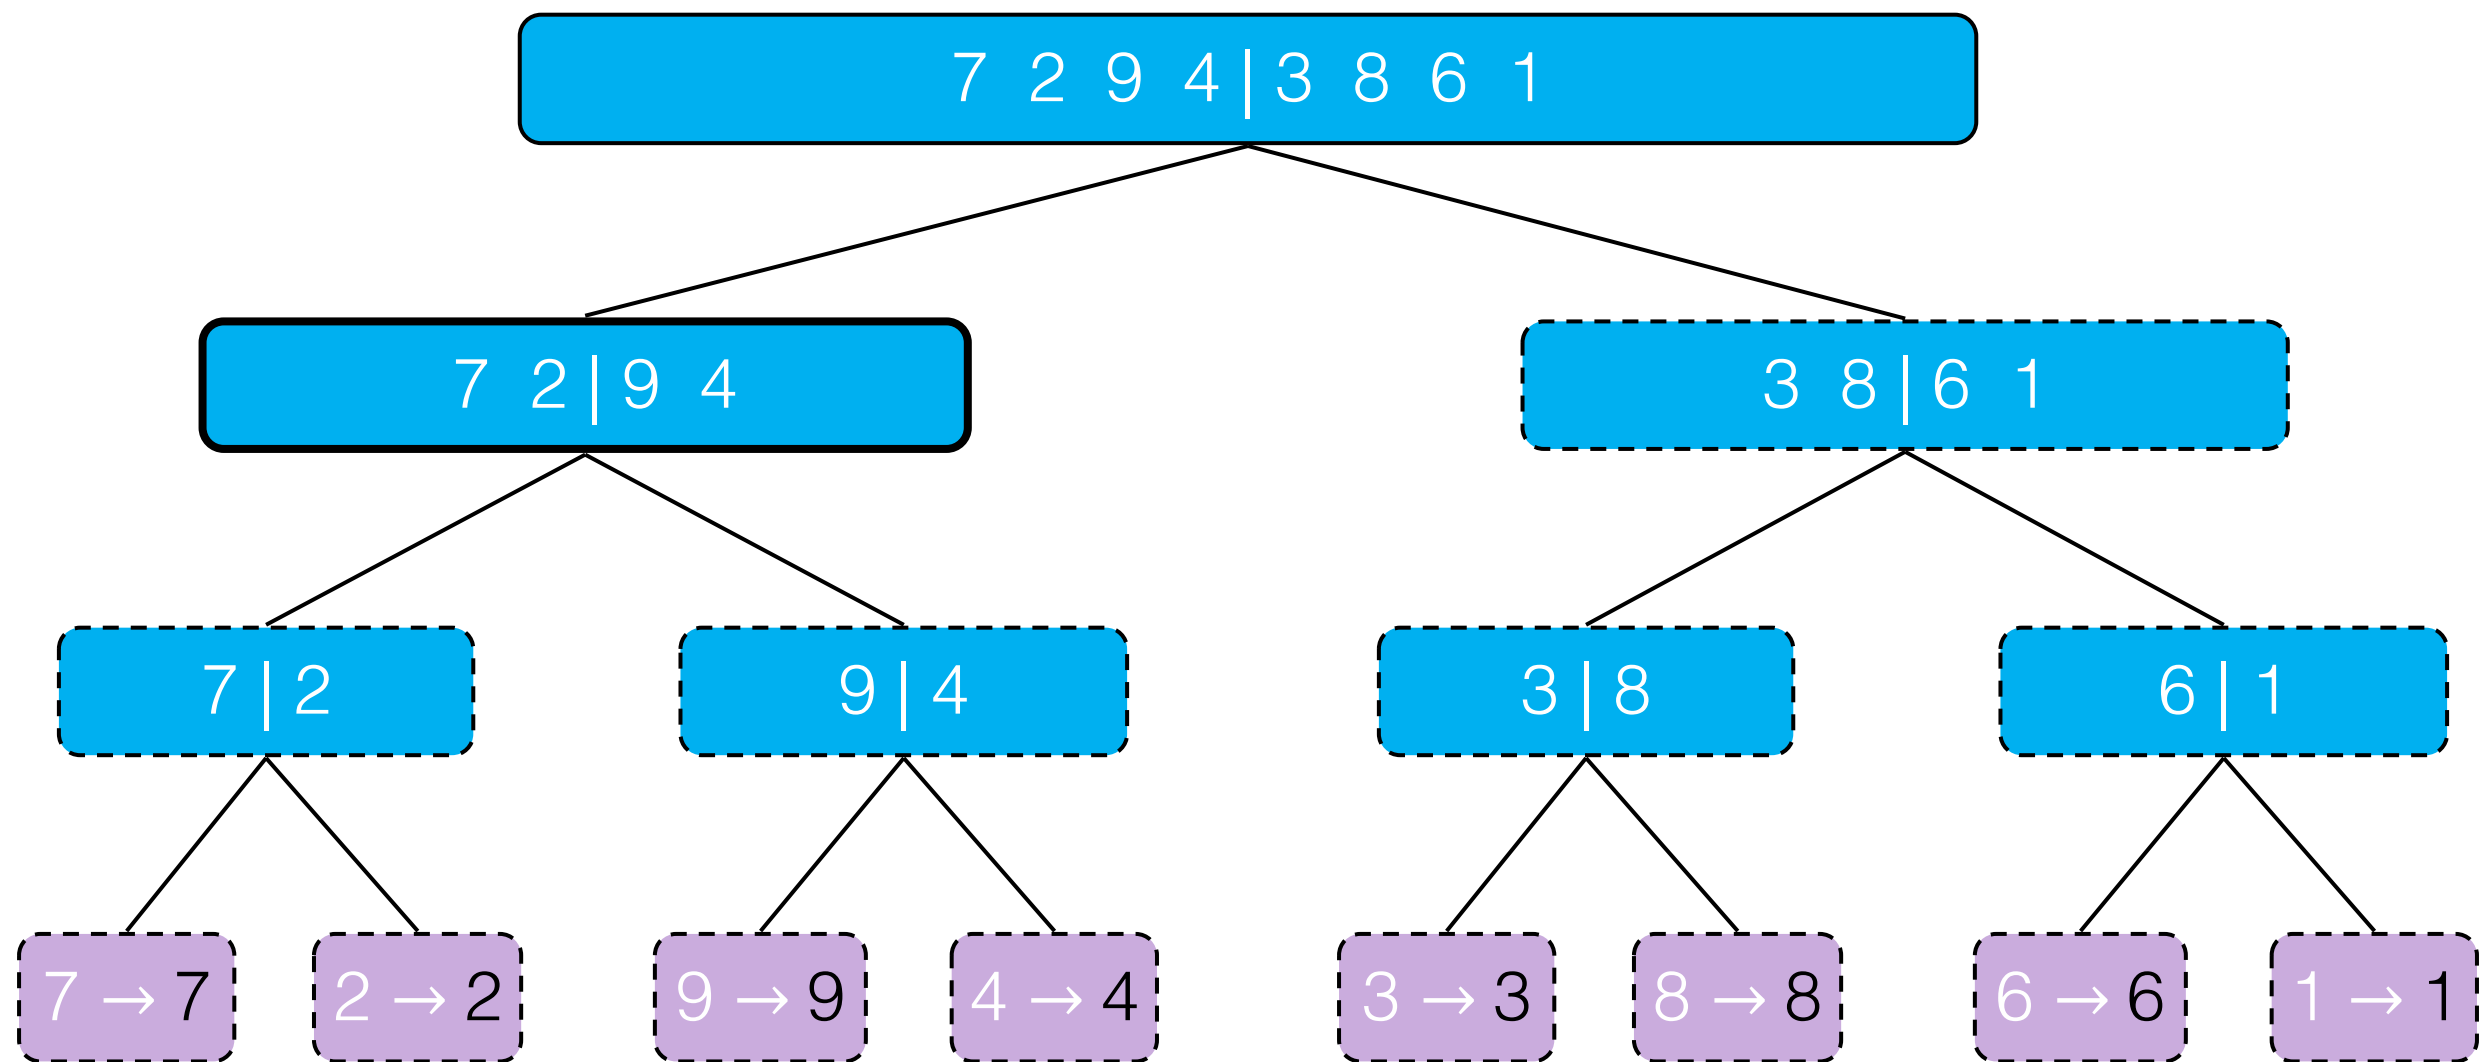 7 2 9 4 | 3 8 6 1
7 2 | 9 4
3 8 | 6 1
7 | 2
9 | 4
3 | 8
6 | 1
7 → 7
2 → 2
9 → 9
4 → 4
3 → 3
8 → 8
6 → 6
1 → 1